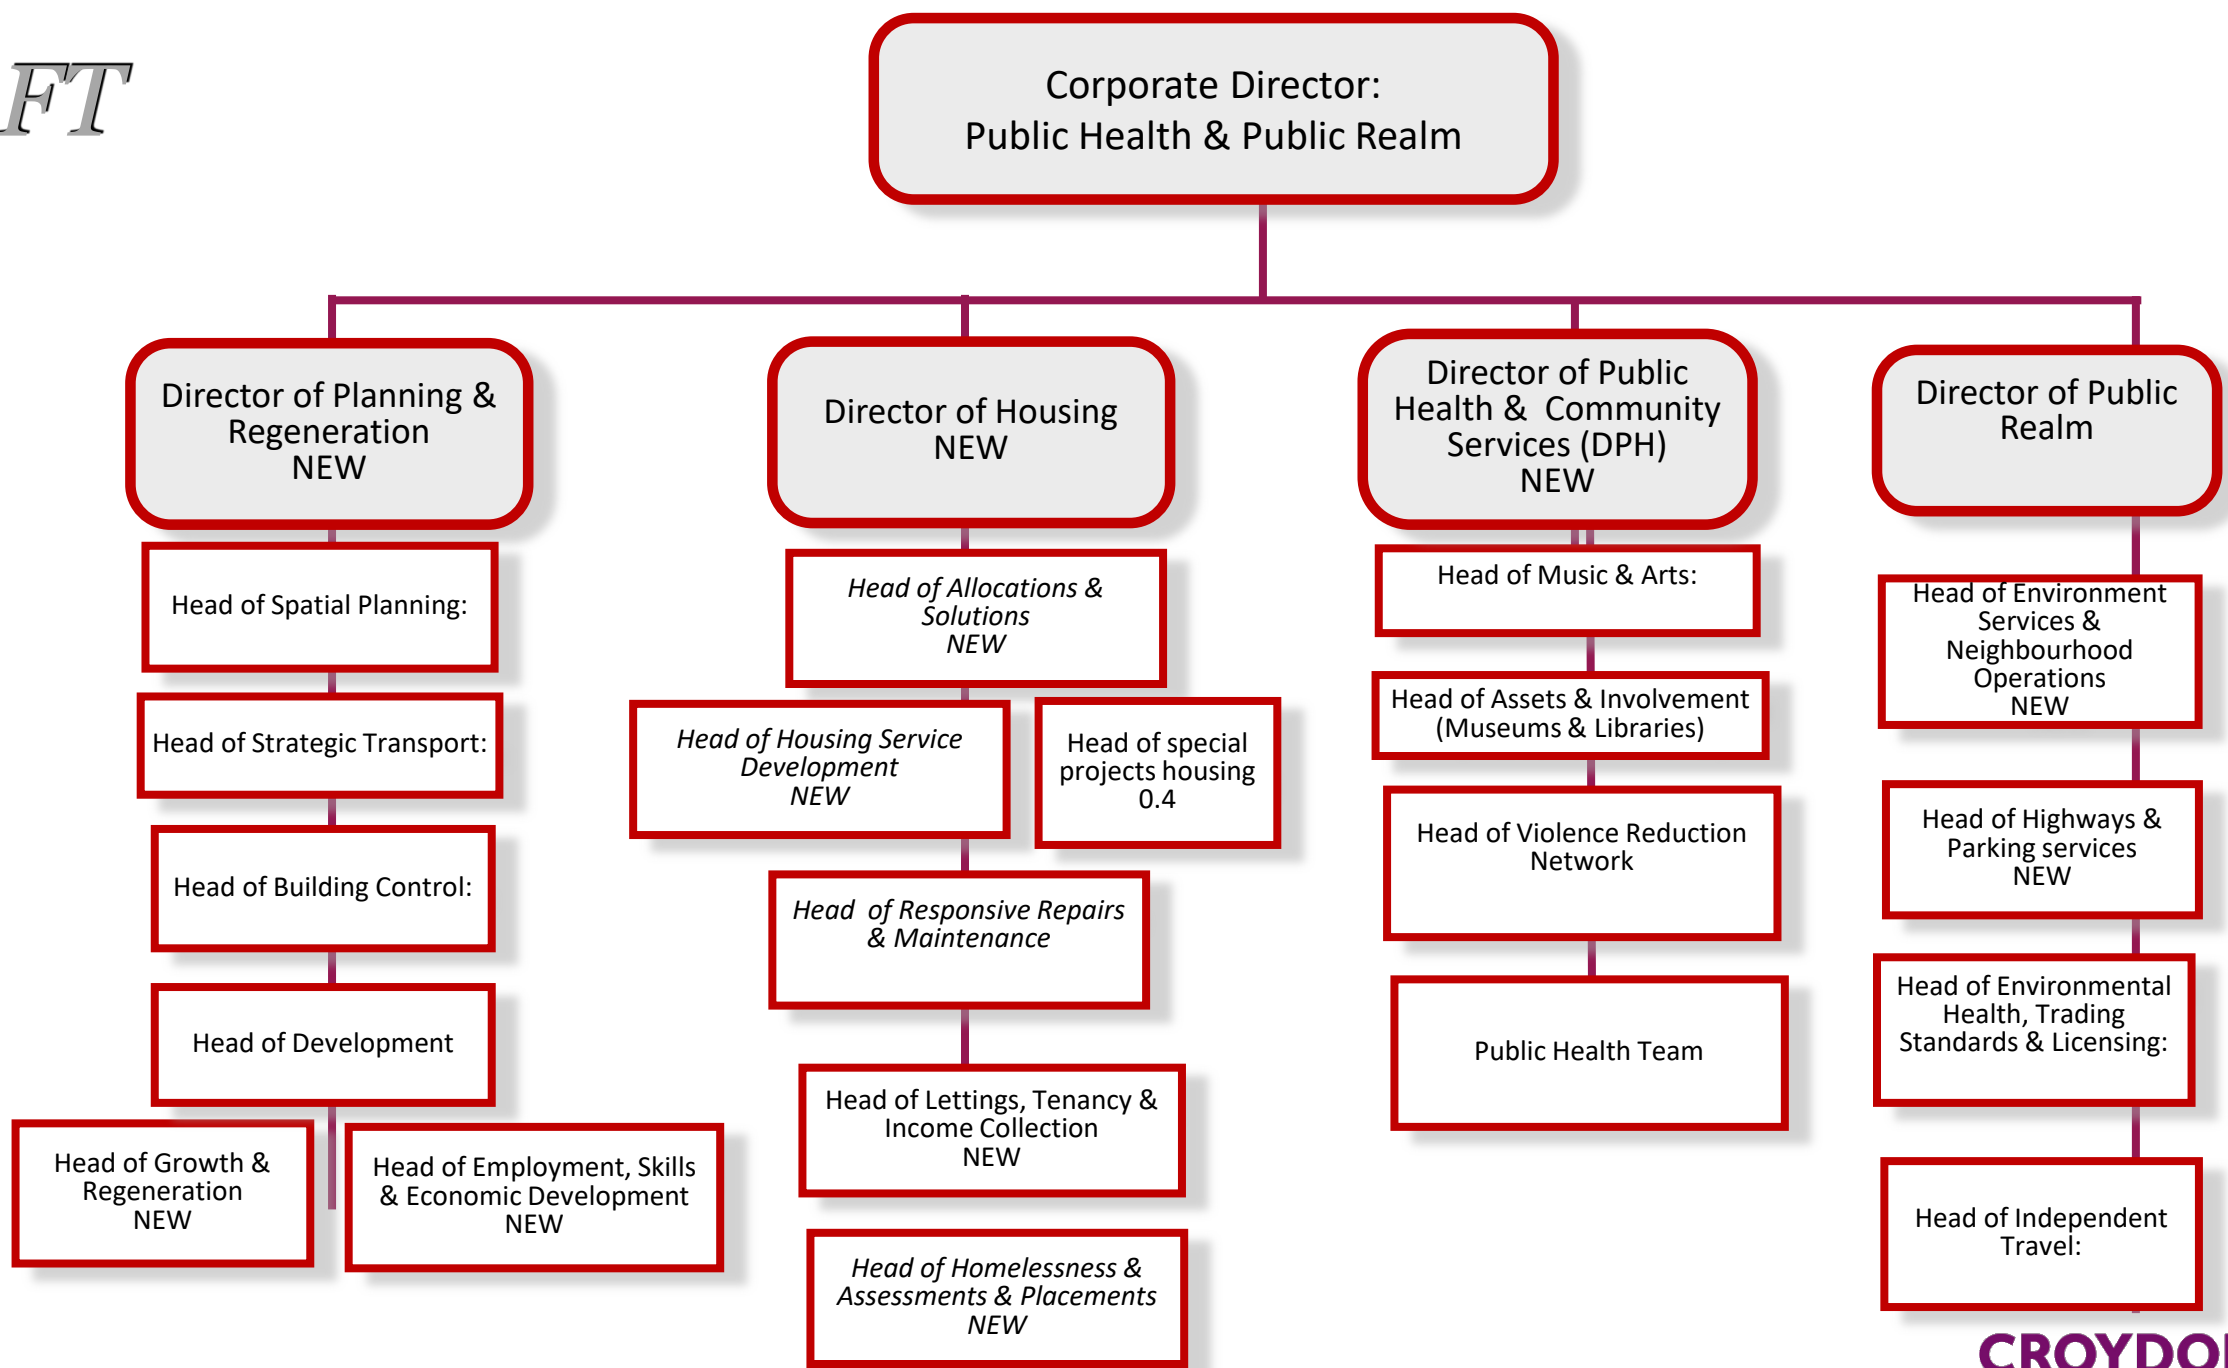 FT
Corporate Director:
Public Health & Public Realm
Director of Planning &
Regeneration
NEW
Head of Spatial Planning:
Head of Strategic Transport:
Head of Building Control:
Head of Development
Head of Growth &
Regeneration
NEW
Head of Employment, Skills
& Economic Development
NEW
Director of Housing
NEW
Head of Allocations &
Solutions
NEW
Head of Housing Service
Development
NEW
Head of special
projects housing
0.4
Head of Responsive Repairs
& Maintenance
Head of Lettings, Tenancy &
Income Collection
NEW
Head of Homelessness &
Assessments & Placements
NEW
Director of Public
Health & Community
Services (DPH)
NEW
Head of Music & Arts:
Head of Assets & Involvement
(Museums & Libraries)
Head of Violence Reduction
Network
Public Health Team
Director of Public
Realm
Head of Environment
Services &
Neighbourhood
Operations
NEW
Head of Highways &
Parking services
NEW
Head of Environmental
Health, Trading
Standards & Licensing:
Head of Independent
Travel:
CROYDO